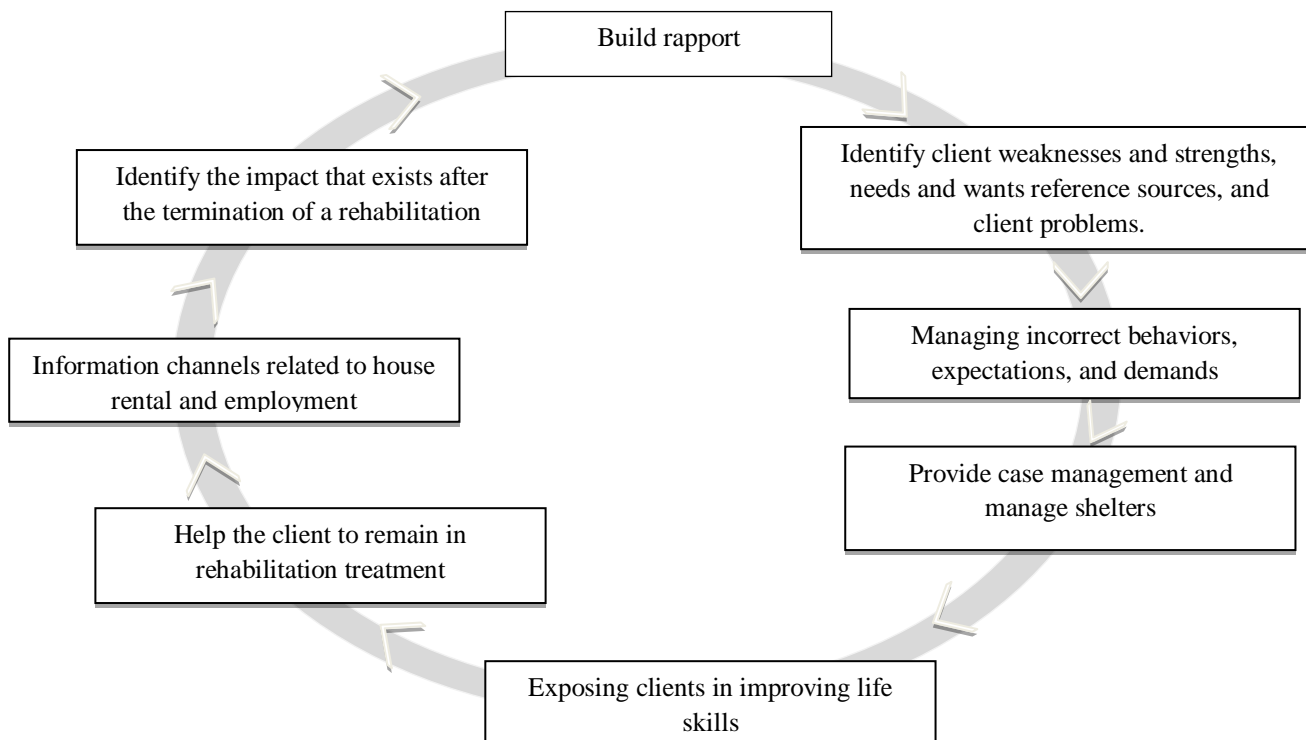 Build rapport
Identify client weaknesses and strengths,
needs and wants reference sources, and
client problems.
Managing incorrect behaviors,
expectations, and demands
Provide case management and
manage shelters
Exposing clients in improving life
skills
Help the client to remain in
rehabilitation treatment
Information channels related to house
rental and employment
Identify the impact that exists after
the termination of a rehabilitation